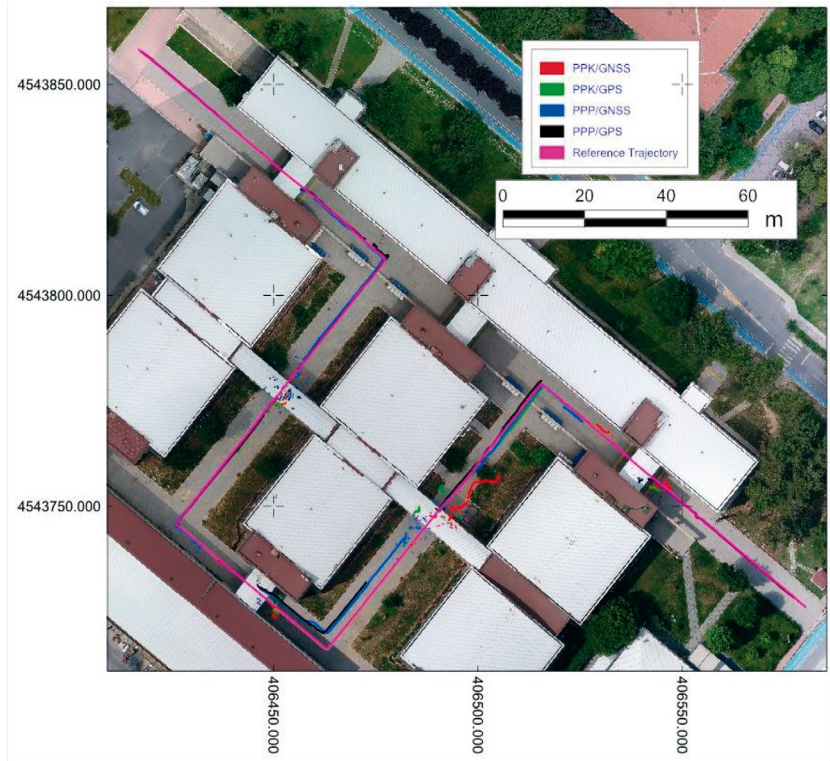 4543850.000
4543800.000
4543750.000
PPK/GNSS
PPK/GPS
PPP/GNSS
PPP/GPS
Reference Trajectory
0 20 40 60
m
406450.000
406500.000
406550.000